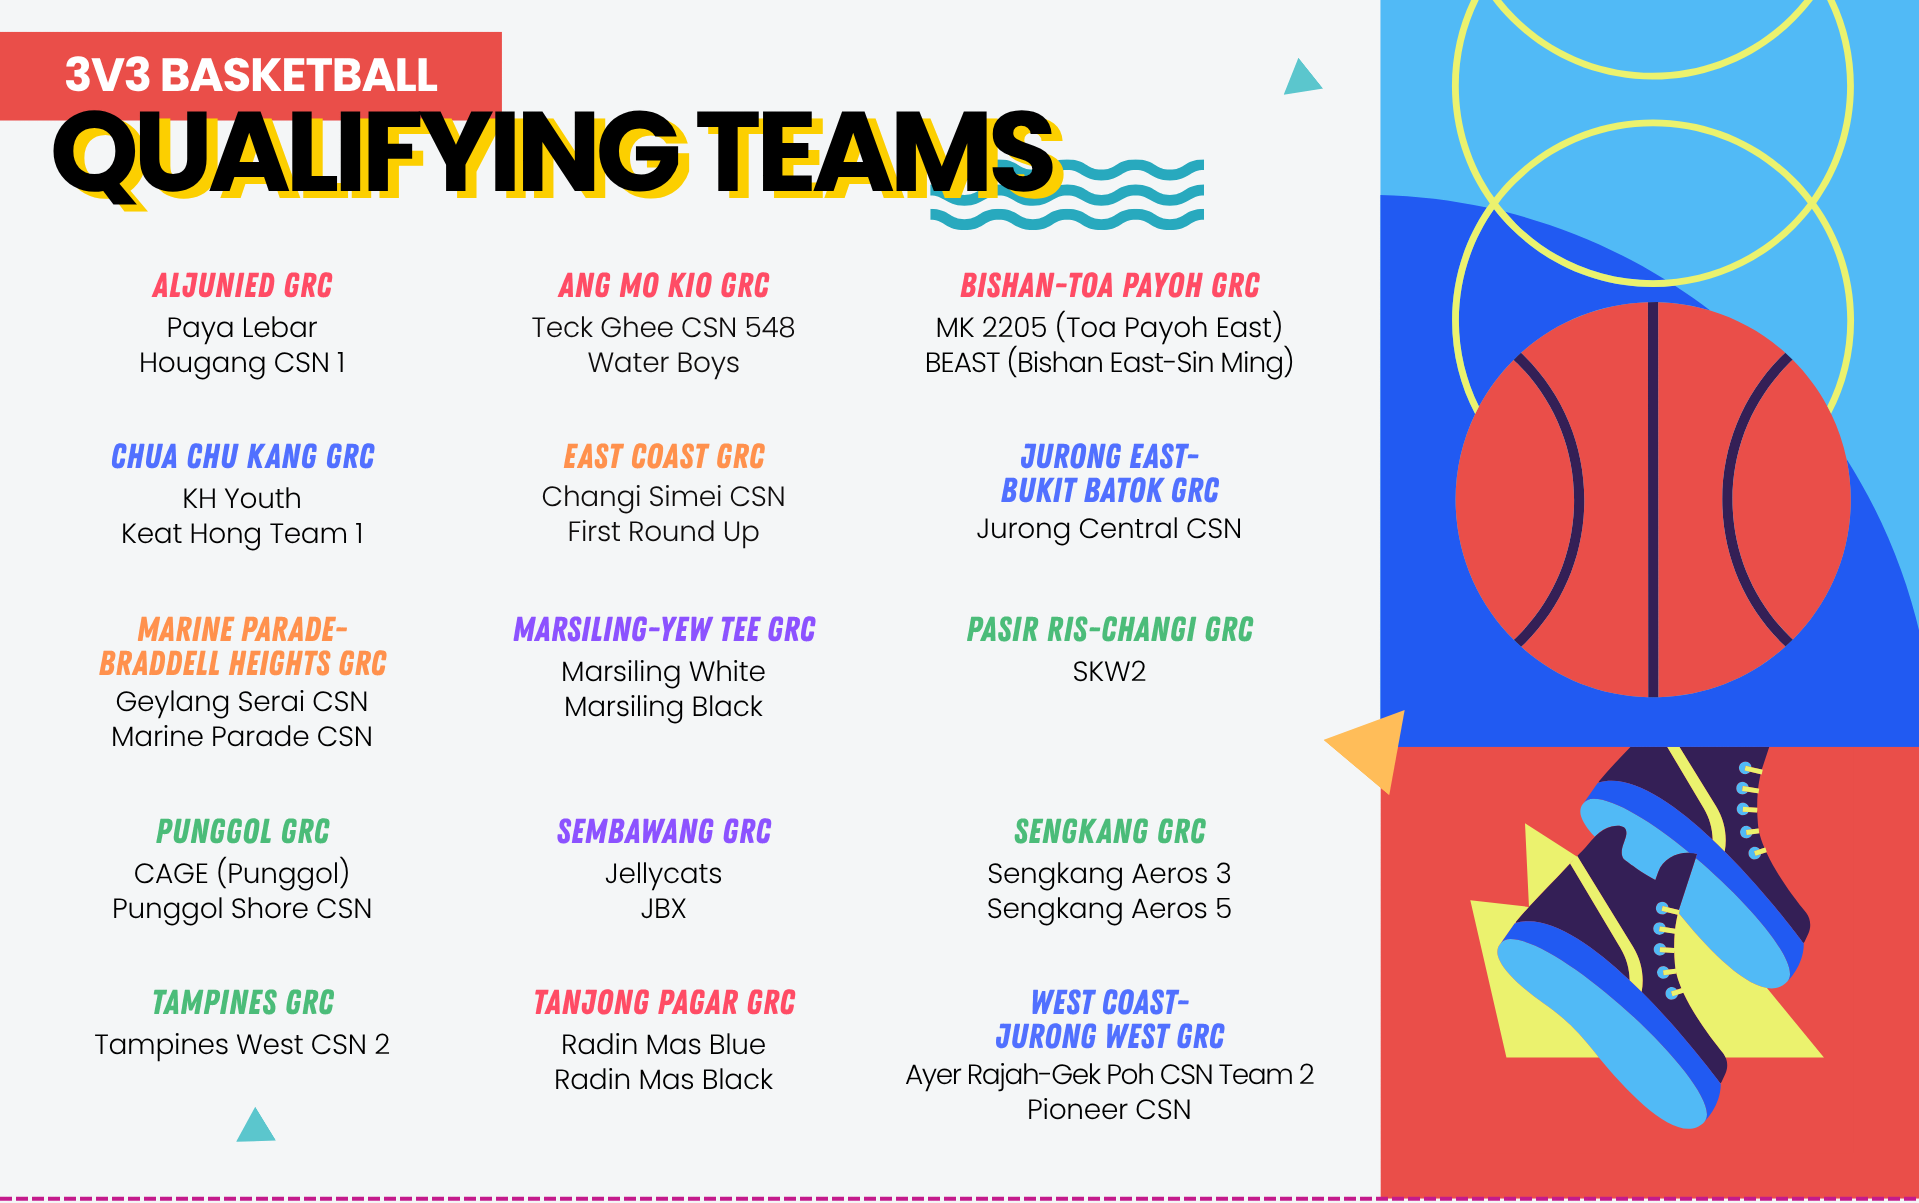 3V3 BASKETBALL
QUALIFYING TEAMS
ALJUNIED GRC
Paya Lebar
Hougang CSN 1
ANG MO KIO GRC
Teck Ghee CSN 548
Water Boys
BISHAN-TOA PAYOH GRC
MK 2205 (Toa Payoh East)
BEAST (Bishan East-Sin Ming)
CHUA CHU KANG GRC
KH Youth
Keat Hong Team 1
EAST COAST GRC
Changi Simei CSN
First Round Up
JURONG EAST-
BUKIT BATOK GRC
Jurong Central CSN
MARINE PARADE-
BRADDELL HEIGHTS GRC
Geylang Serai CSN
Marine Parade CSN
MARSILING-YEW TEE GRC
Marsiling White
Marsiling Black
PASIR RIS-CHANGI GRC
SKW2
PUNGGOL GRC
CAGE (Punggol)
Punggol Shore CSN
SEMBAWANG GRC
Jellycats
JBX
SENGKANG GRC
Sengkang Aeros 3
Sengkang Aeros 5
TAMPINES GRC
Tampines West CSN 2
TANJONG PAGAR GRC
Radin Mas Blue
Radin Mas Black
WEST COAST-
JURONG WEST GRC
Ayer Rajah-Gek Poh CSN Team 2
Pioneer CSN